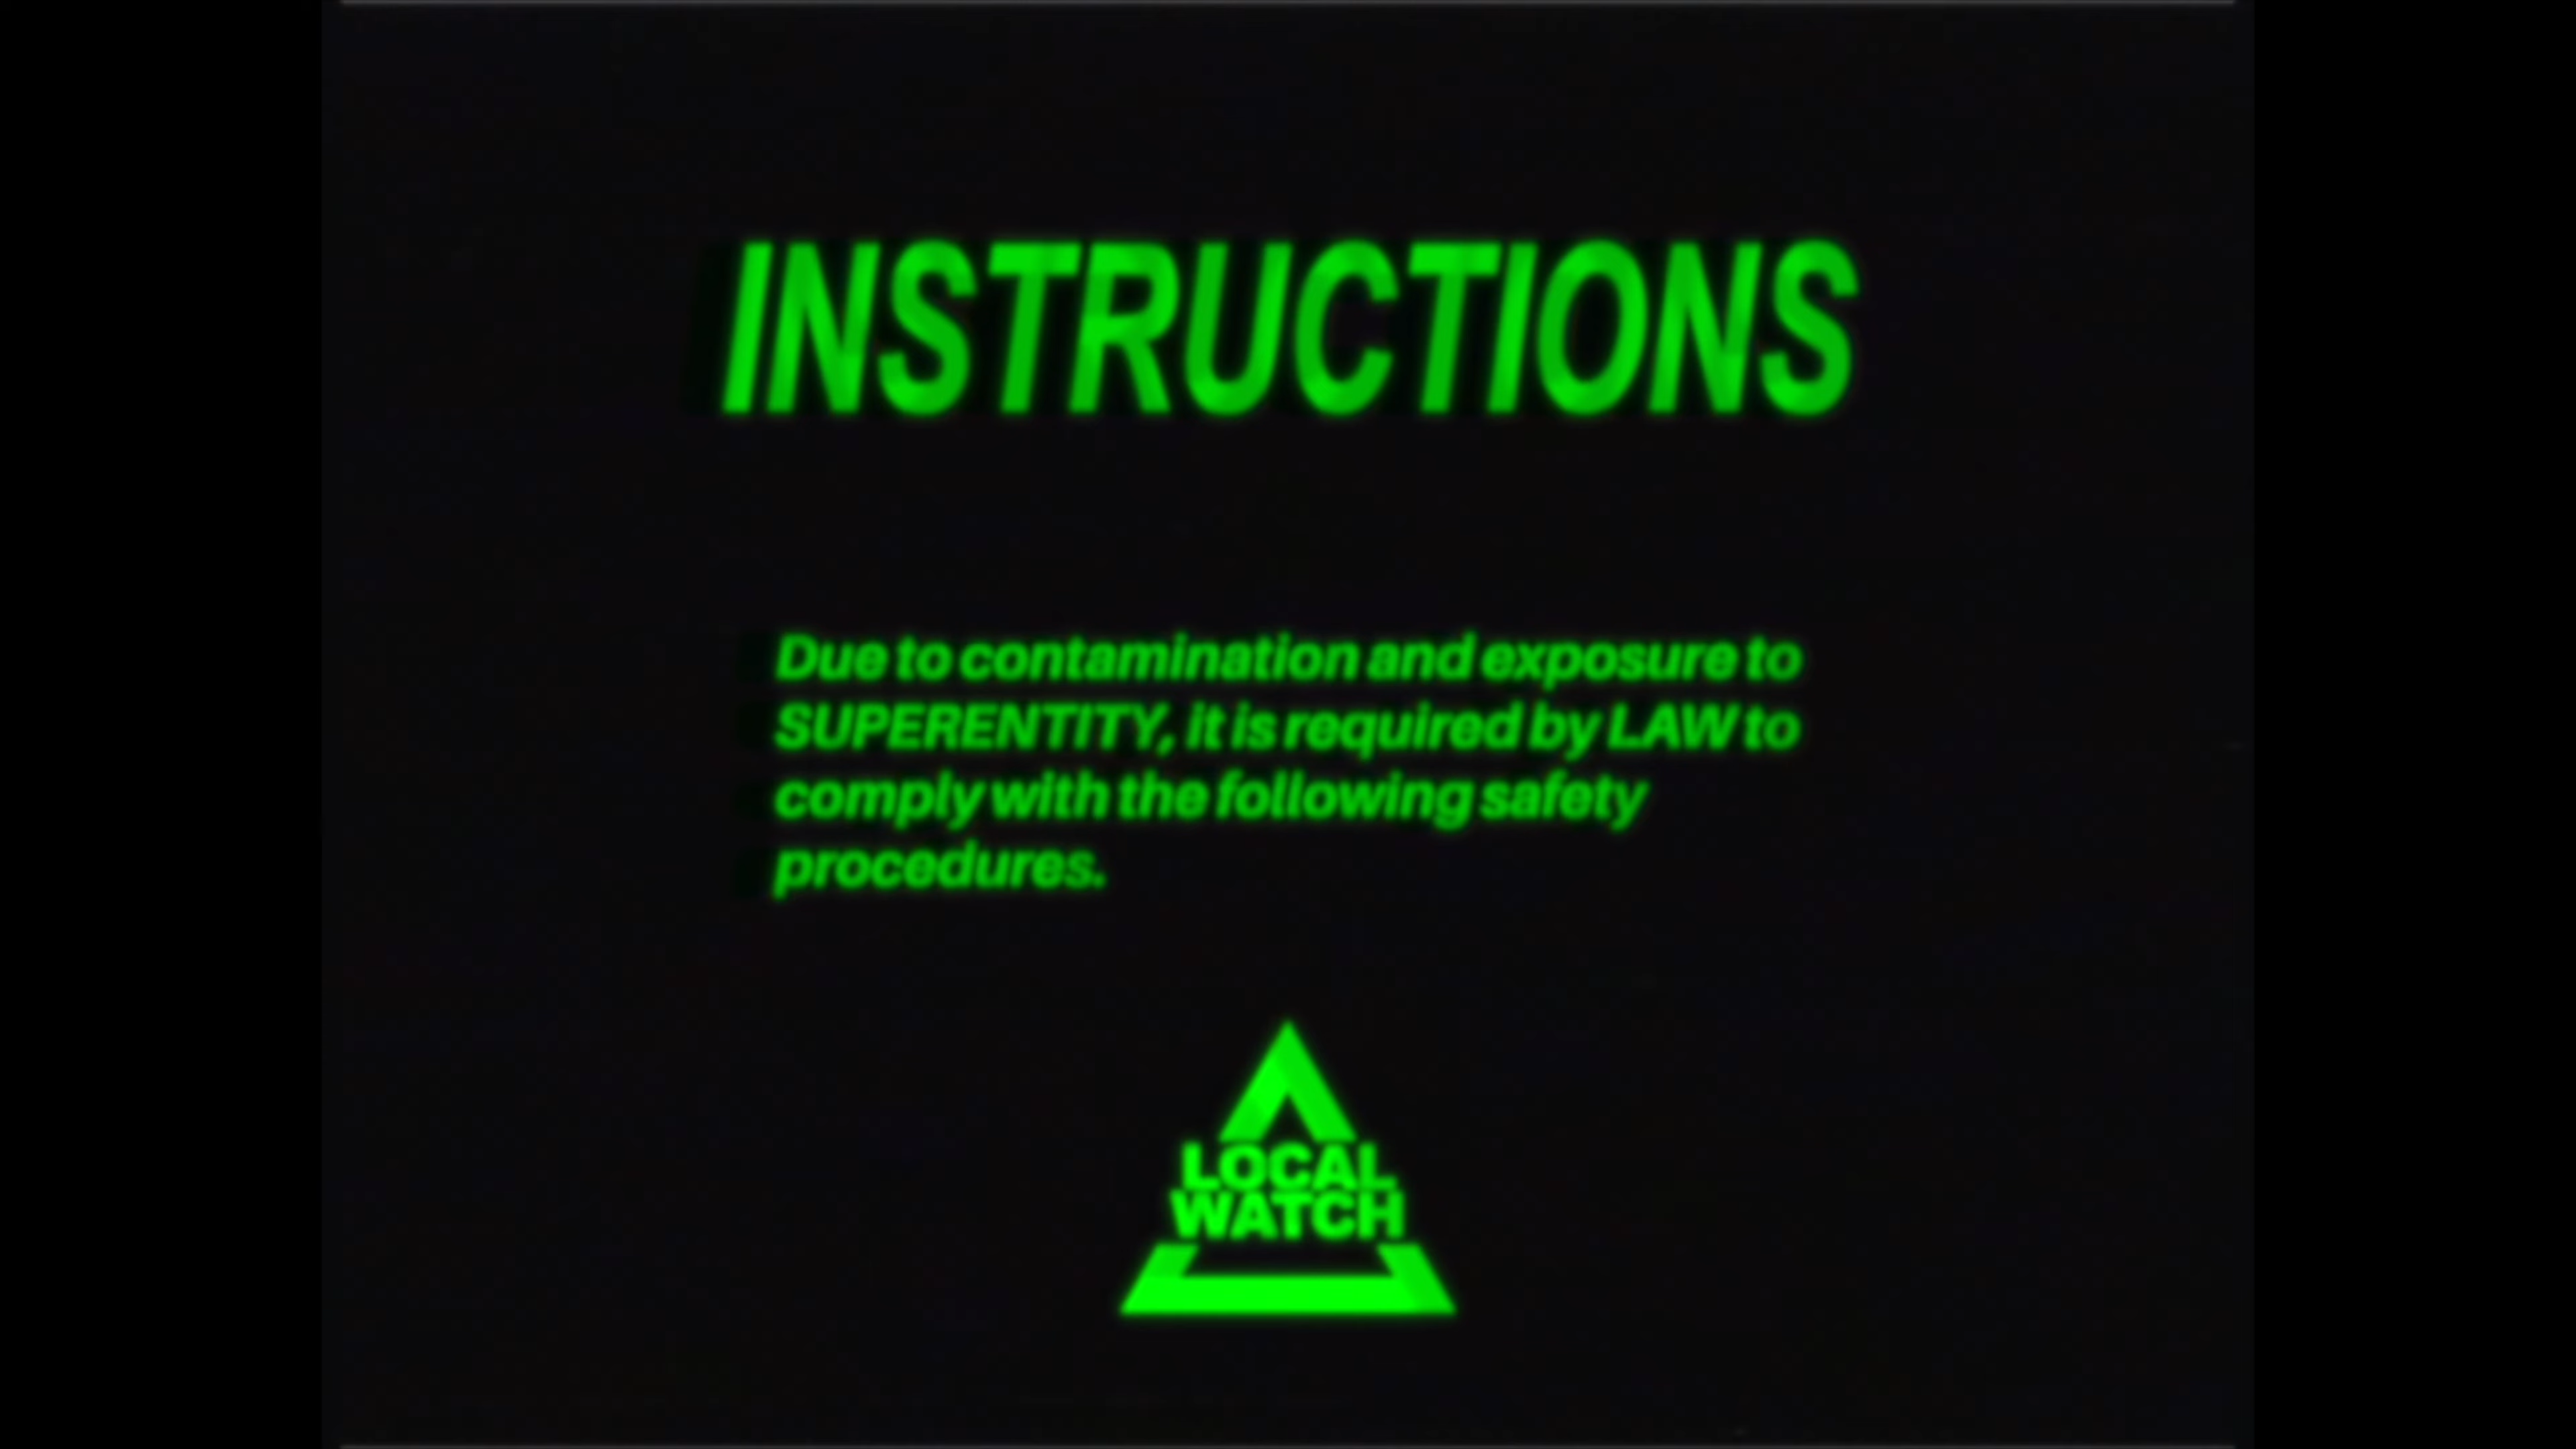 INSTRUCTIONS
Due to contamination and exposure to
SUPERENTITY, it is required by LAW to
comply with the following safety
procedures.
LOCAL
WATCH